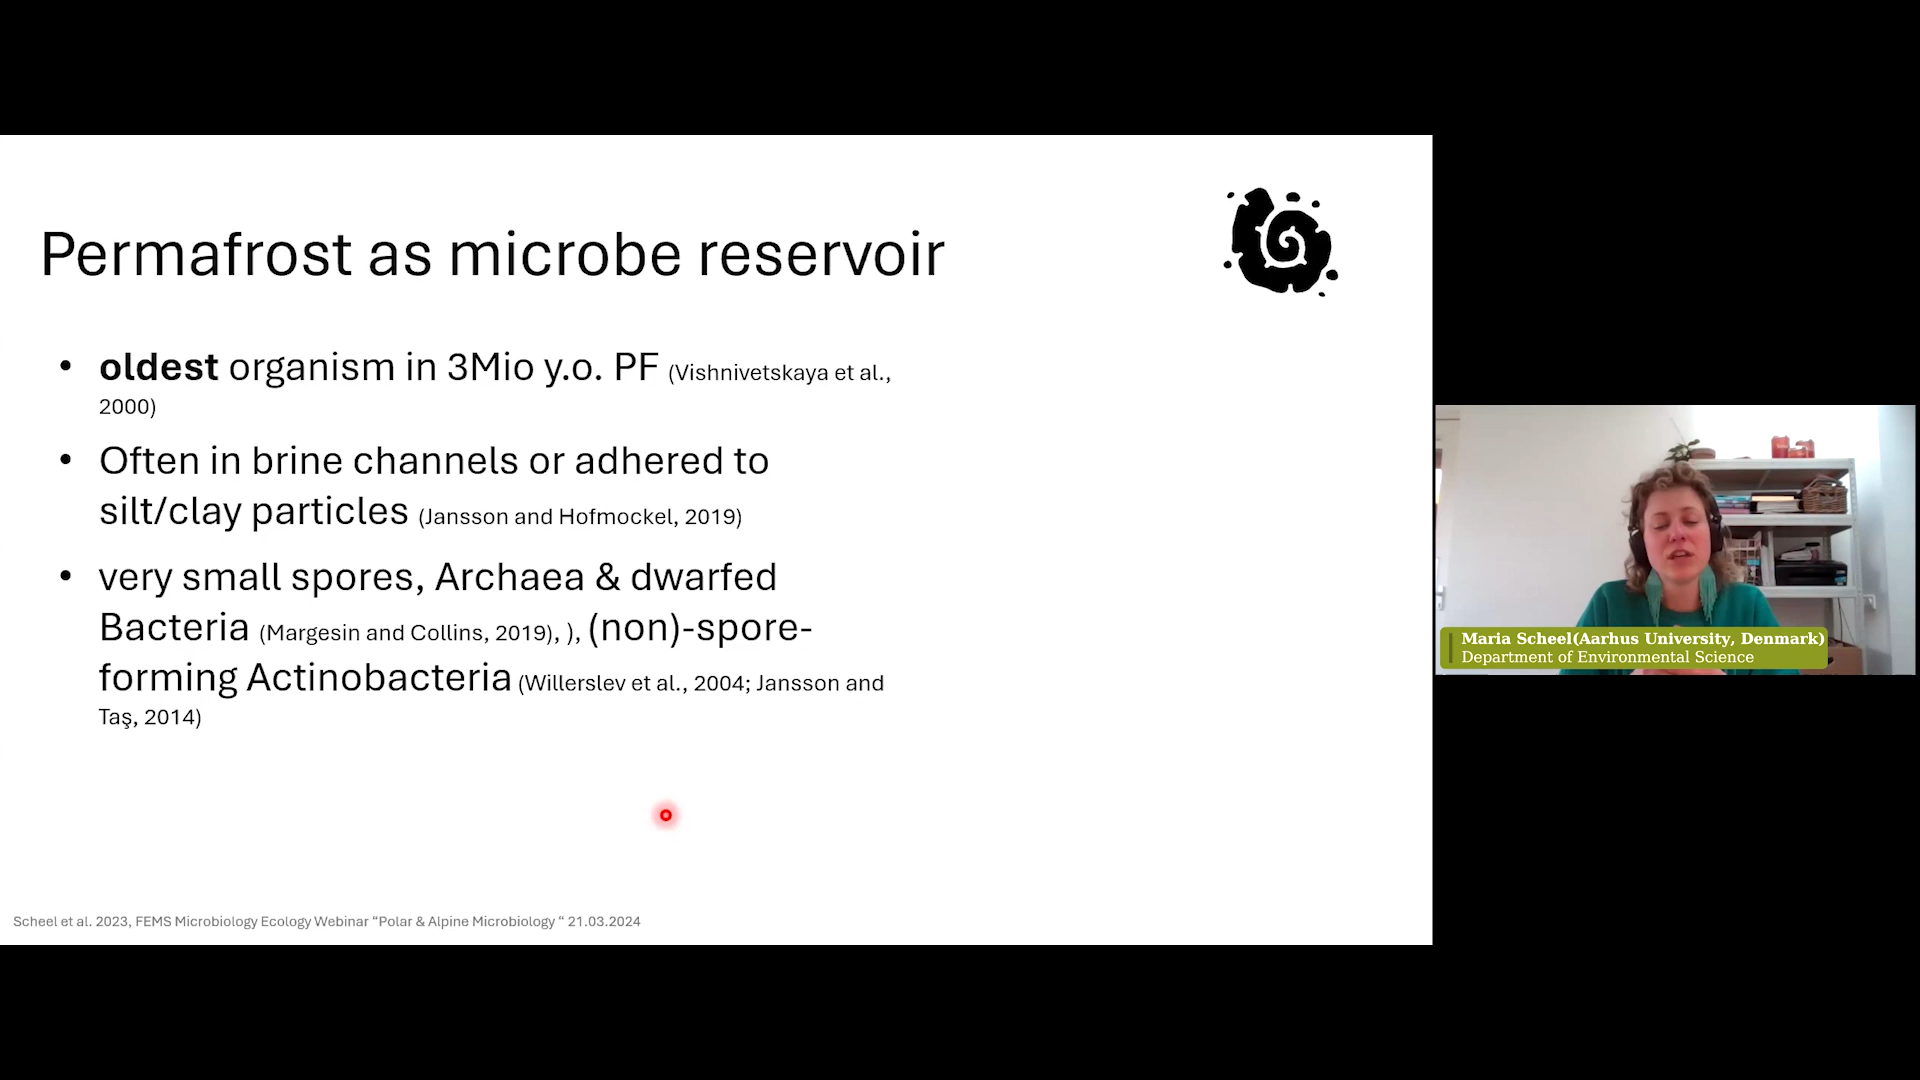 Permafrost as microbe reservoir
• oldest organism in 3Mio y.o. PF (Vishnivetskaya et al.,
2000)
• Often in brine channels or adhered to
silt/clay particles (Jansson and Hofmockel, 2019)
• very small spores, Archaea & dwarfed
Bacteria (Margesin and Collins, 2019), ), (non)-spore-
forming Actinobacteria (Willerslev et al., 2004; Jansson and
Taş, 2014)
Scheel et al. 2023, FEMS Microbiology Ecology Webinar “Polar & Alpine Microbiology “ 21.03.2024
Maria Scheel(Aarhus University, Denmark)
Department of Environmental Science